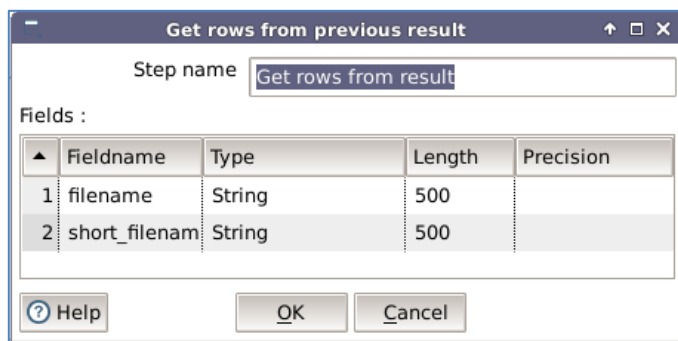 Get rows from previous result
Step name Get rows from result
Fields :
Fieldname Type Length Precision
1 filename String 500
2 short_filenam String 500
Help OK Cancel